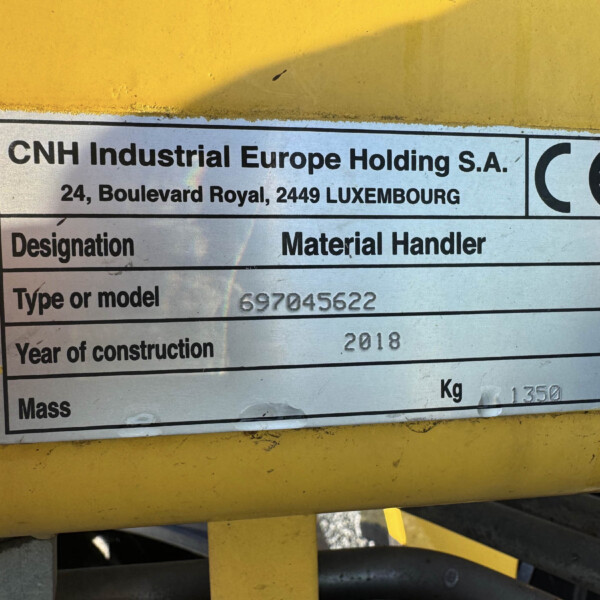 CNH Industrial Europe Holding S.A.
24, Boulevard Royal, 2449 LUXEMBOURG
CE
Designation Material Handler
Type or model 697045622
Year of construction 2018
Mass Kg 1350